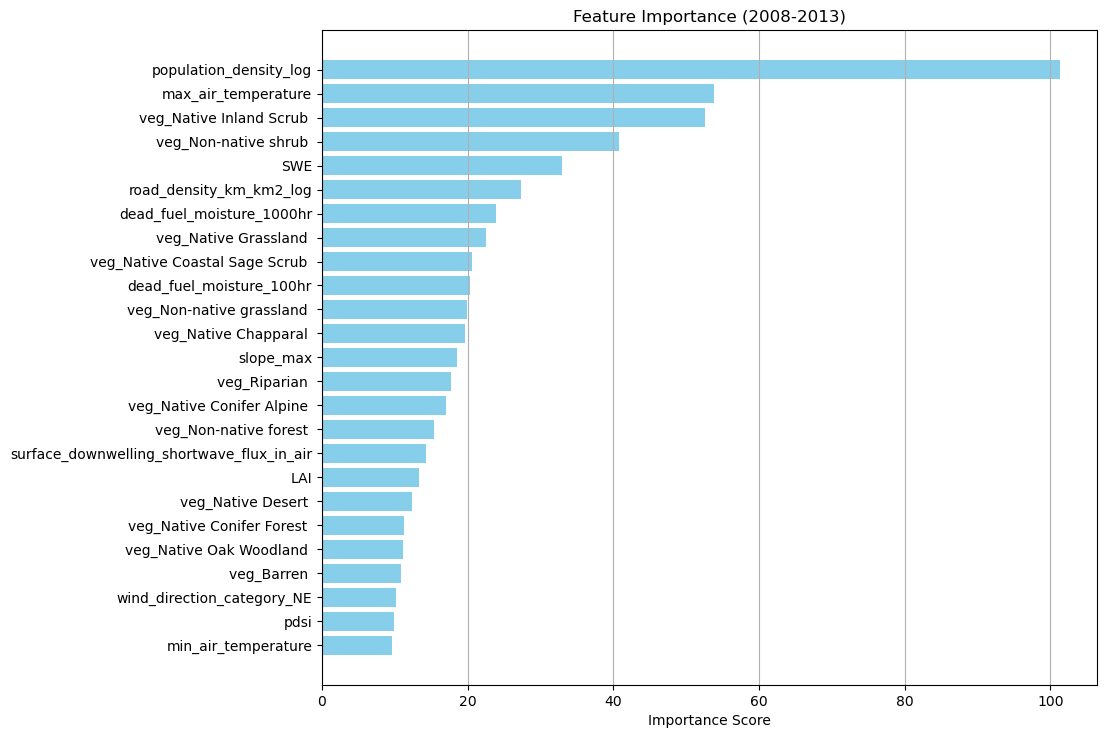 Feature Importance (2008-2013)
population_density_log
max_air_temperature
veg_Native Inland Scrub
veg_Non-native shrub
SWE
road_density_km_km2_log
dead_fuel_moisture_1000hr
veg_Native Grassland
veg_Native Coastal Sage Scrub
dead_fuel_moisture_100hr
veg_Non-native grassland
veg_Native Chapparal
slope_max
veg_Riparian
veg_Native Conifer Alpine
veg_Non-native forest
surface_downwelling_shortwave_flux_in_air
LAI
veg_Native Desert
veg_Native Conifer Forest
veg_Native Oak Woodland
veg_Barren
wind_direction_category_NE
pdsi
min_air_temperature
0 20 40 60 80 100
Importance Score